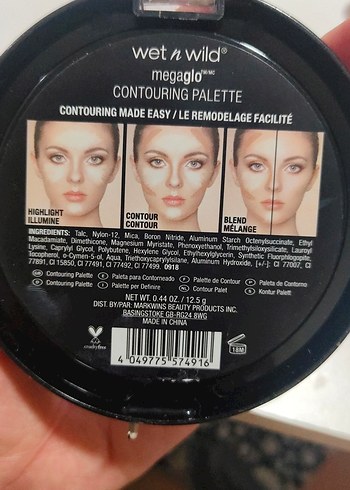 wet n wild®
megaglo™/MC
CONTOURING PALETTE
CONTOURING MADE EASY / LE REMODELAGE FACILITÉ
HIGHLIGHT
ILLUMINE
CONTOUR
CONTOUR
BLEND
MÉLANGE
INGREDIENTS: Talc, Nylon-12, Mica, Boron Nitride, Aluminum Starch Octenylsuccinate, Ethyl
Macadamiate, Dimethicone, Magnesium Myristate, Phenoxyethanol, Trimethylsiloxysilicate, Lauroyl
Lysine, Caprylyl Glycol, Polybutene, Hexylene Glycol, Ethylhexylglycerin, Synthetic Fluorphlogopite,
Tocopherol, o-Cymen-5-ol, Aqua, Triethoxycaprylylsilane, Aluminum Hydroxide, [+/-]: CI 77007, CI
77891, CI 15850, CI 77491, CI 77492, CI 77499. 0918
Contouring Palette
Paleta para Contorneado
Palette de Contour
Paleta de Contorno
Contouring Palette
Palette per Definire
Contour Palet
Kontur Palett
NET WT. 0.44 OZ. / 12.5 g
DIST. BY/PAR: MARKWINS BEAUTY PRODUCTS INC.
BASINGSTOKE GB-RG24 8WG
MADE IN CHINA
cruelty free
4 049775 574916
18M